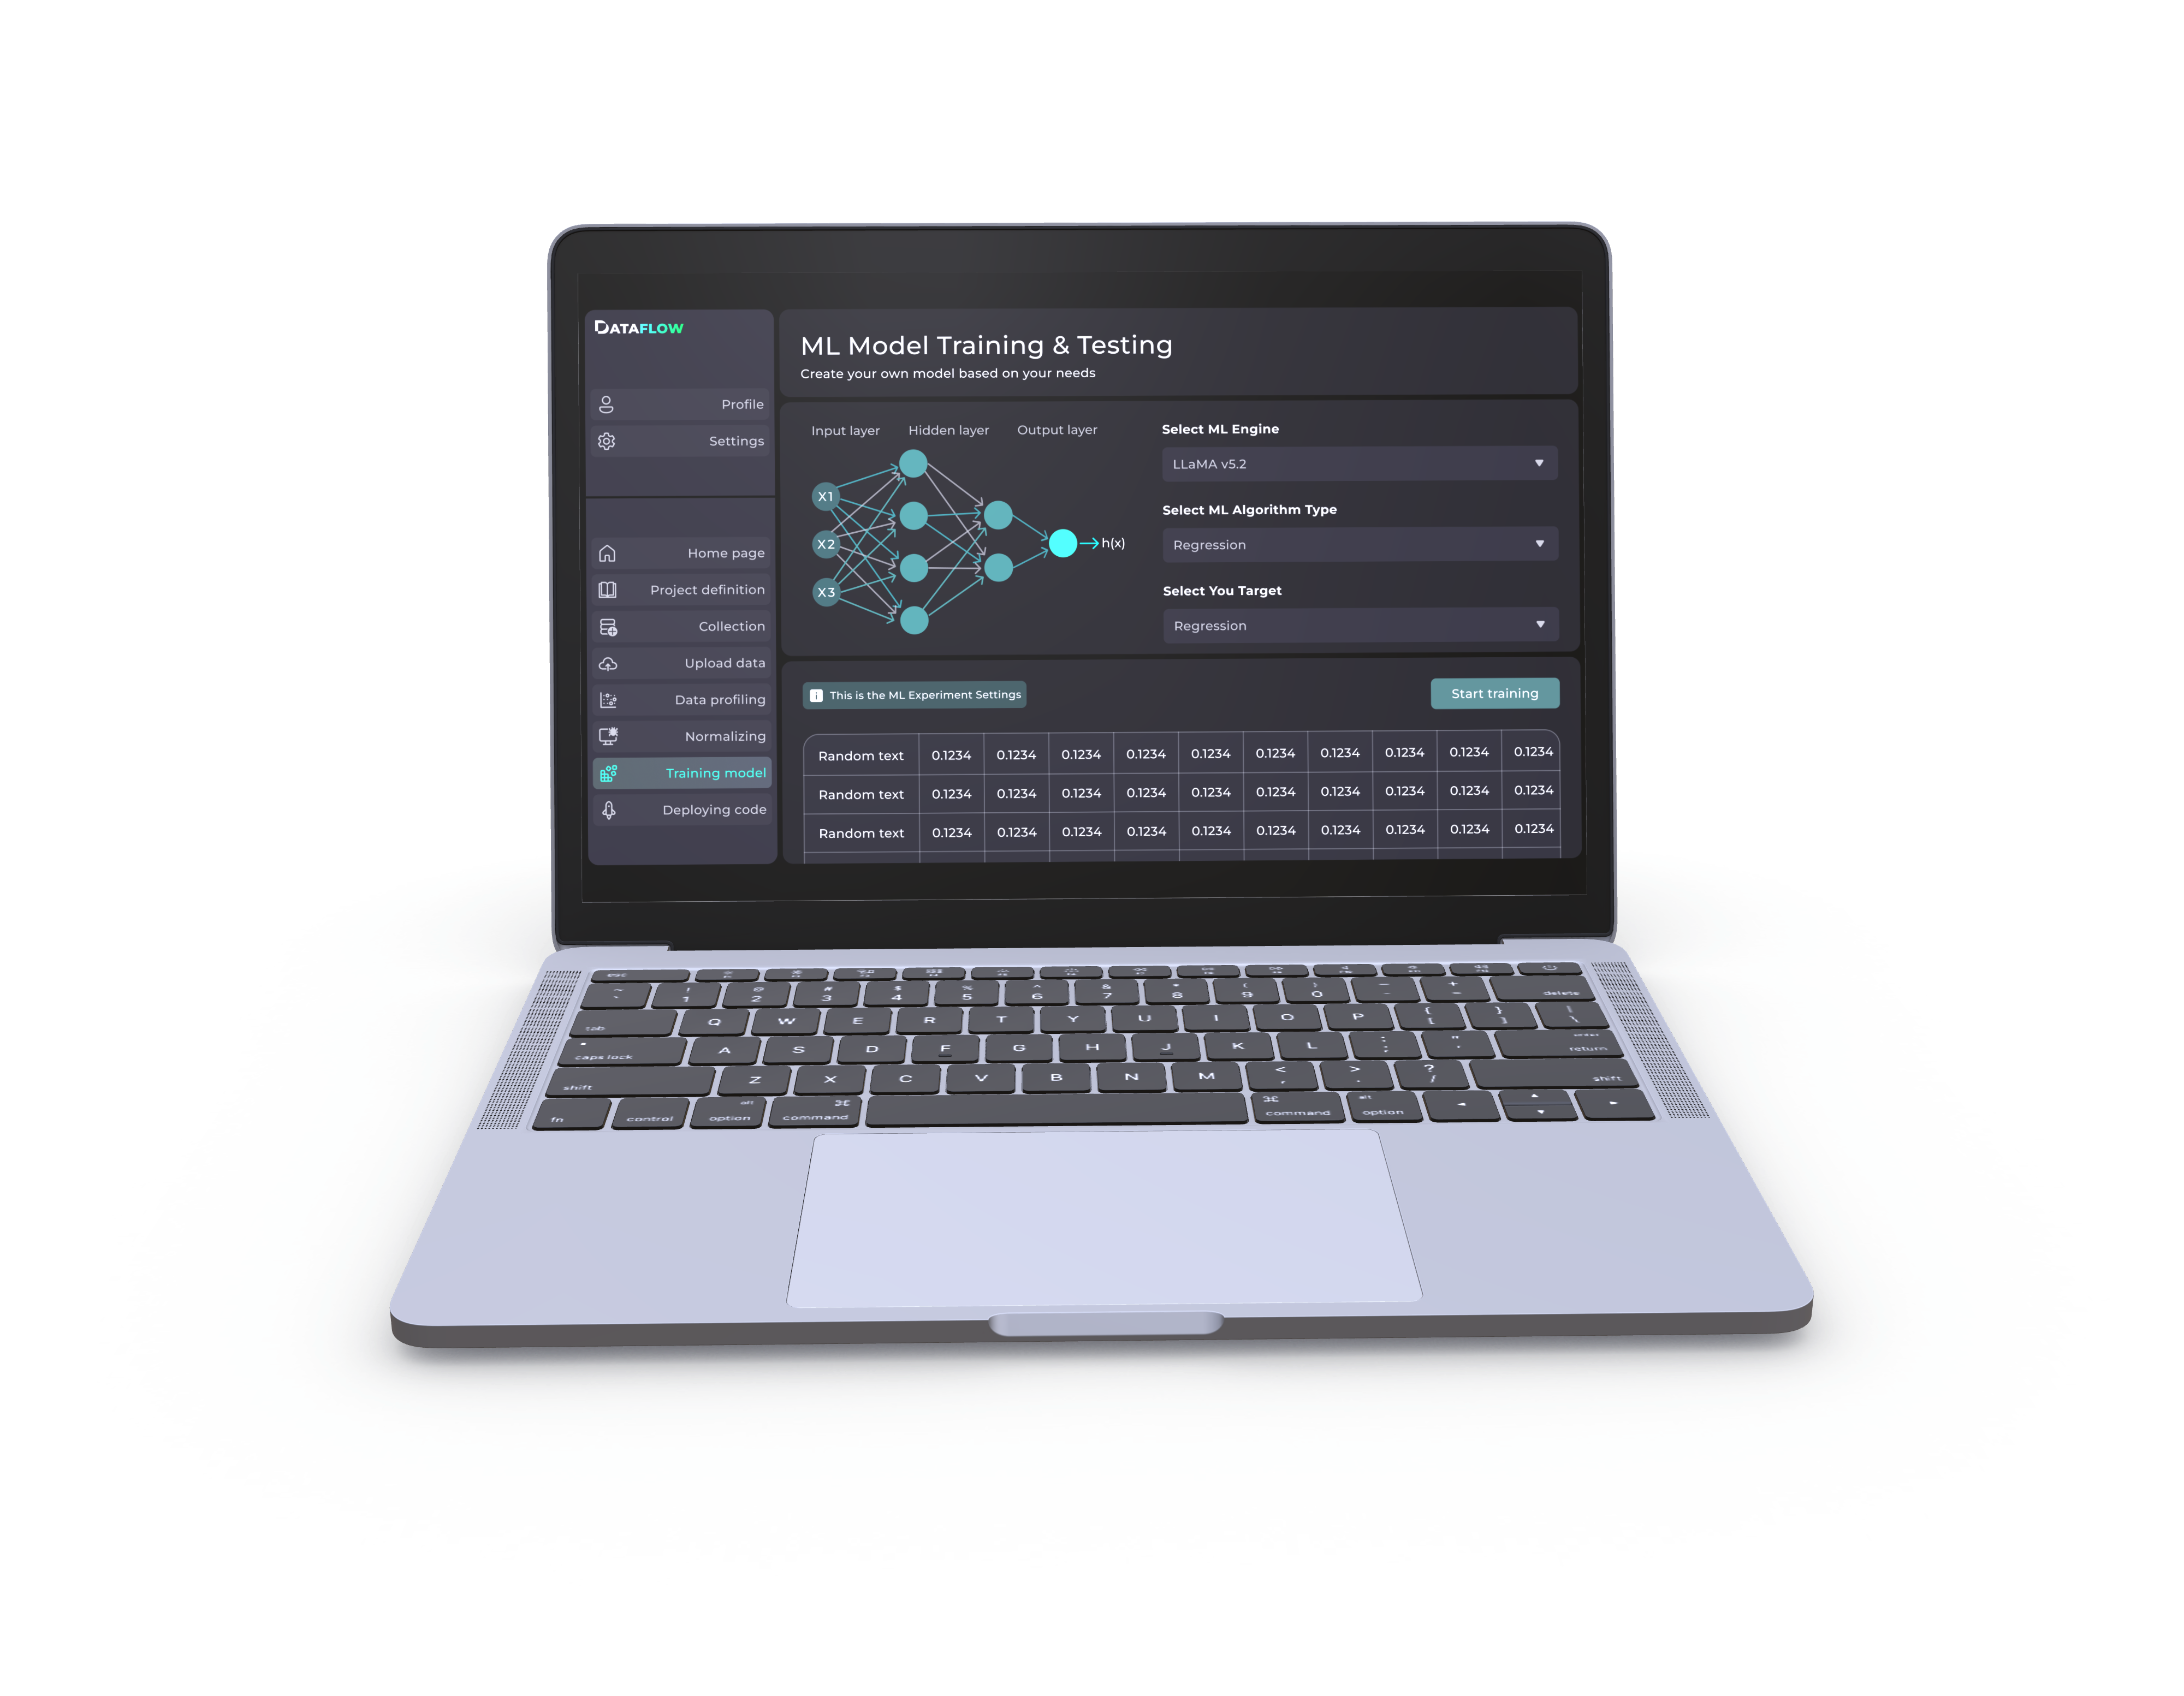 DATAFLOW
Profile
Settings
Home page
Project definition
Collection
Upload data
Data profiling
Normalizing
Training model
Deploying code
ML Model Training & Testing
Create your own model based on your needs
Input layer Hidden layer Output layer
X1
X2
X3
h(x)
Select ML Engine
LLaMA v5.2
Select ML Algorithm Type
Regression
Select You Target
Regression
i This is the ML Experiment Settings
Start training
Random text 0.1234 0.1234 0.1234 0.1234 0.1234 0.1234 0.1234 0.1234 0.1234 0.1234
Random text 0.1234 0.1234 0.1234 0.1234 0.1234 0.1234 0.1234 0.1234 0.1234 0.1234
Random text 0.1234 0.1234 0.1234 0.1234 0.1234 0.1234 0.1234 0.1234 0.1234 0.1234
esc
~ ! @ # $ % ^ & * ( ) _ +
` 1 2 3 4 5 6 7 8 9 0 - = delete
tab Q W E R T Y U I O P { [ } ] | \
caps lock A S D F G H J K L : ; " ' enter return
shift Z X C V B N M < , > . ? / shift
fn control alt option ⌘ command ⌘ command alt option